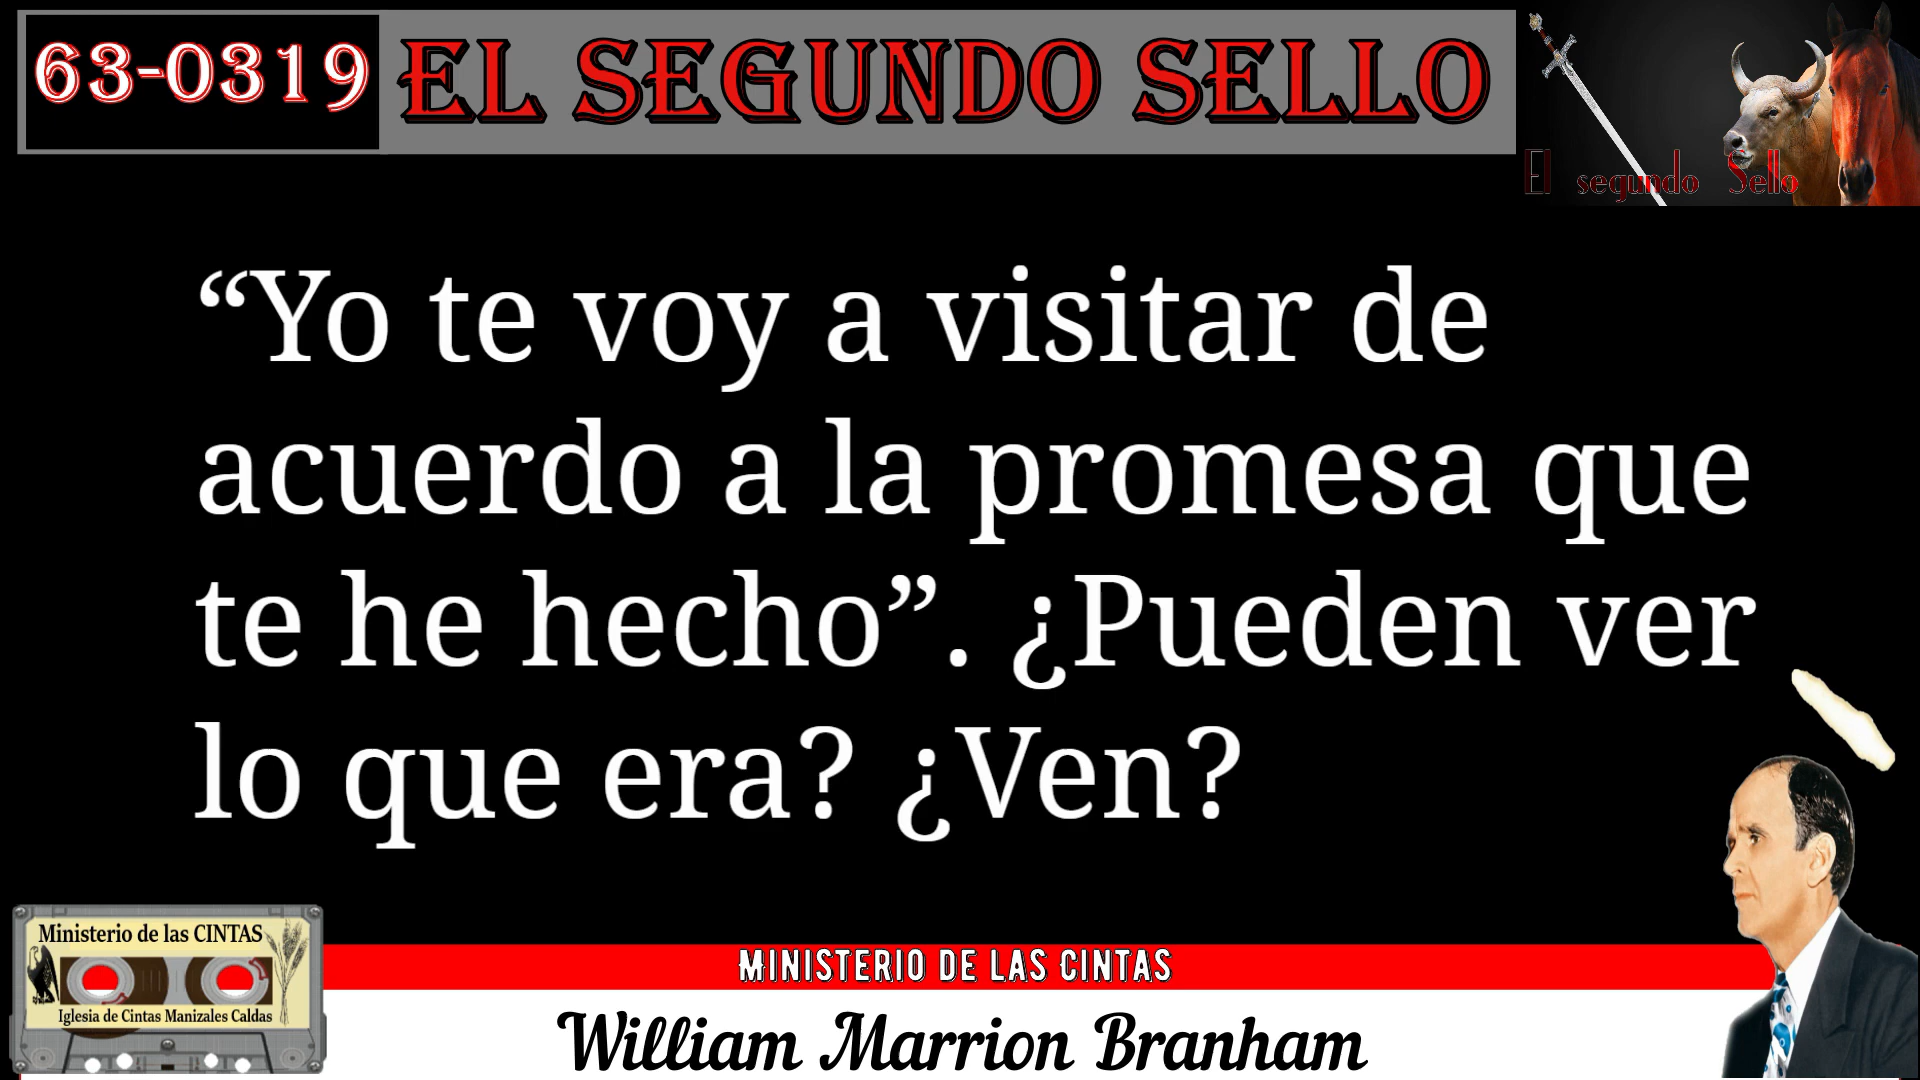 63-0319 EL SEGUNDO SELLO
El segundo Sello
“Yo te voy a visitar de
acuerdo a la promesa que
te he hecho”. ¿Pueden ver
lo que era? ¿Ven?
Ministerio de las CINTAS
Iglesia de Cintas Manizales Caldas
MINISTERIO DE LAS CINTAS
William Marrion Branham